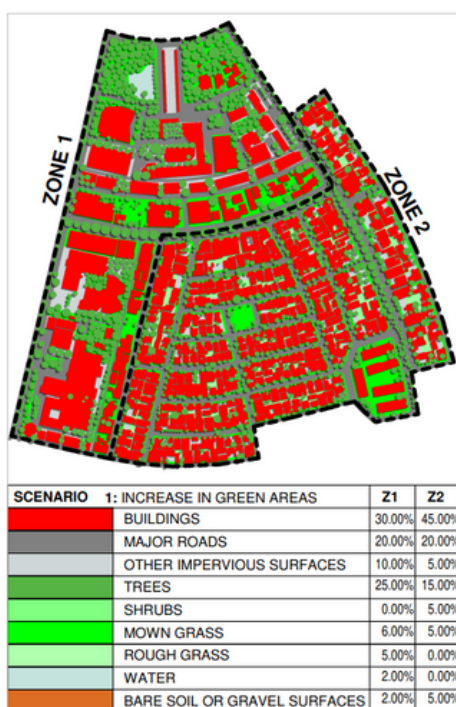 ZONE 1
ZONE 2
SCENARIO 1: INCREASE IN GREEN AREAS Z1 Z2
BUILDINGS 30.00% 45.00%
MAJOR ROADS 20.00% 20.00%
OTHER IMPERVIOUS SURFACES 10.00% 5.00%
TREES 25.00% 15.00%
SHRUBS 0.00% 5.00%
MOWN GRASS 6.00% 5.00%
ROUGH GRASS 5.00% 0.00%
WATER 2.00% 0.00%
BARE SOIL OR GRAVEL SURFACES 2.00% 5.00%